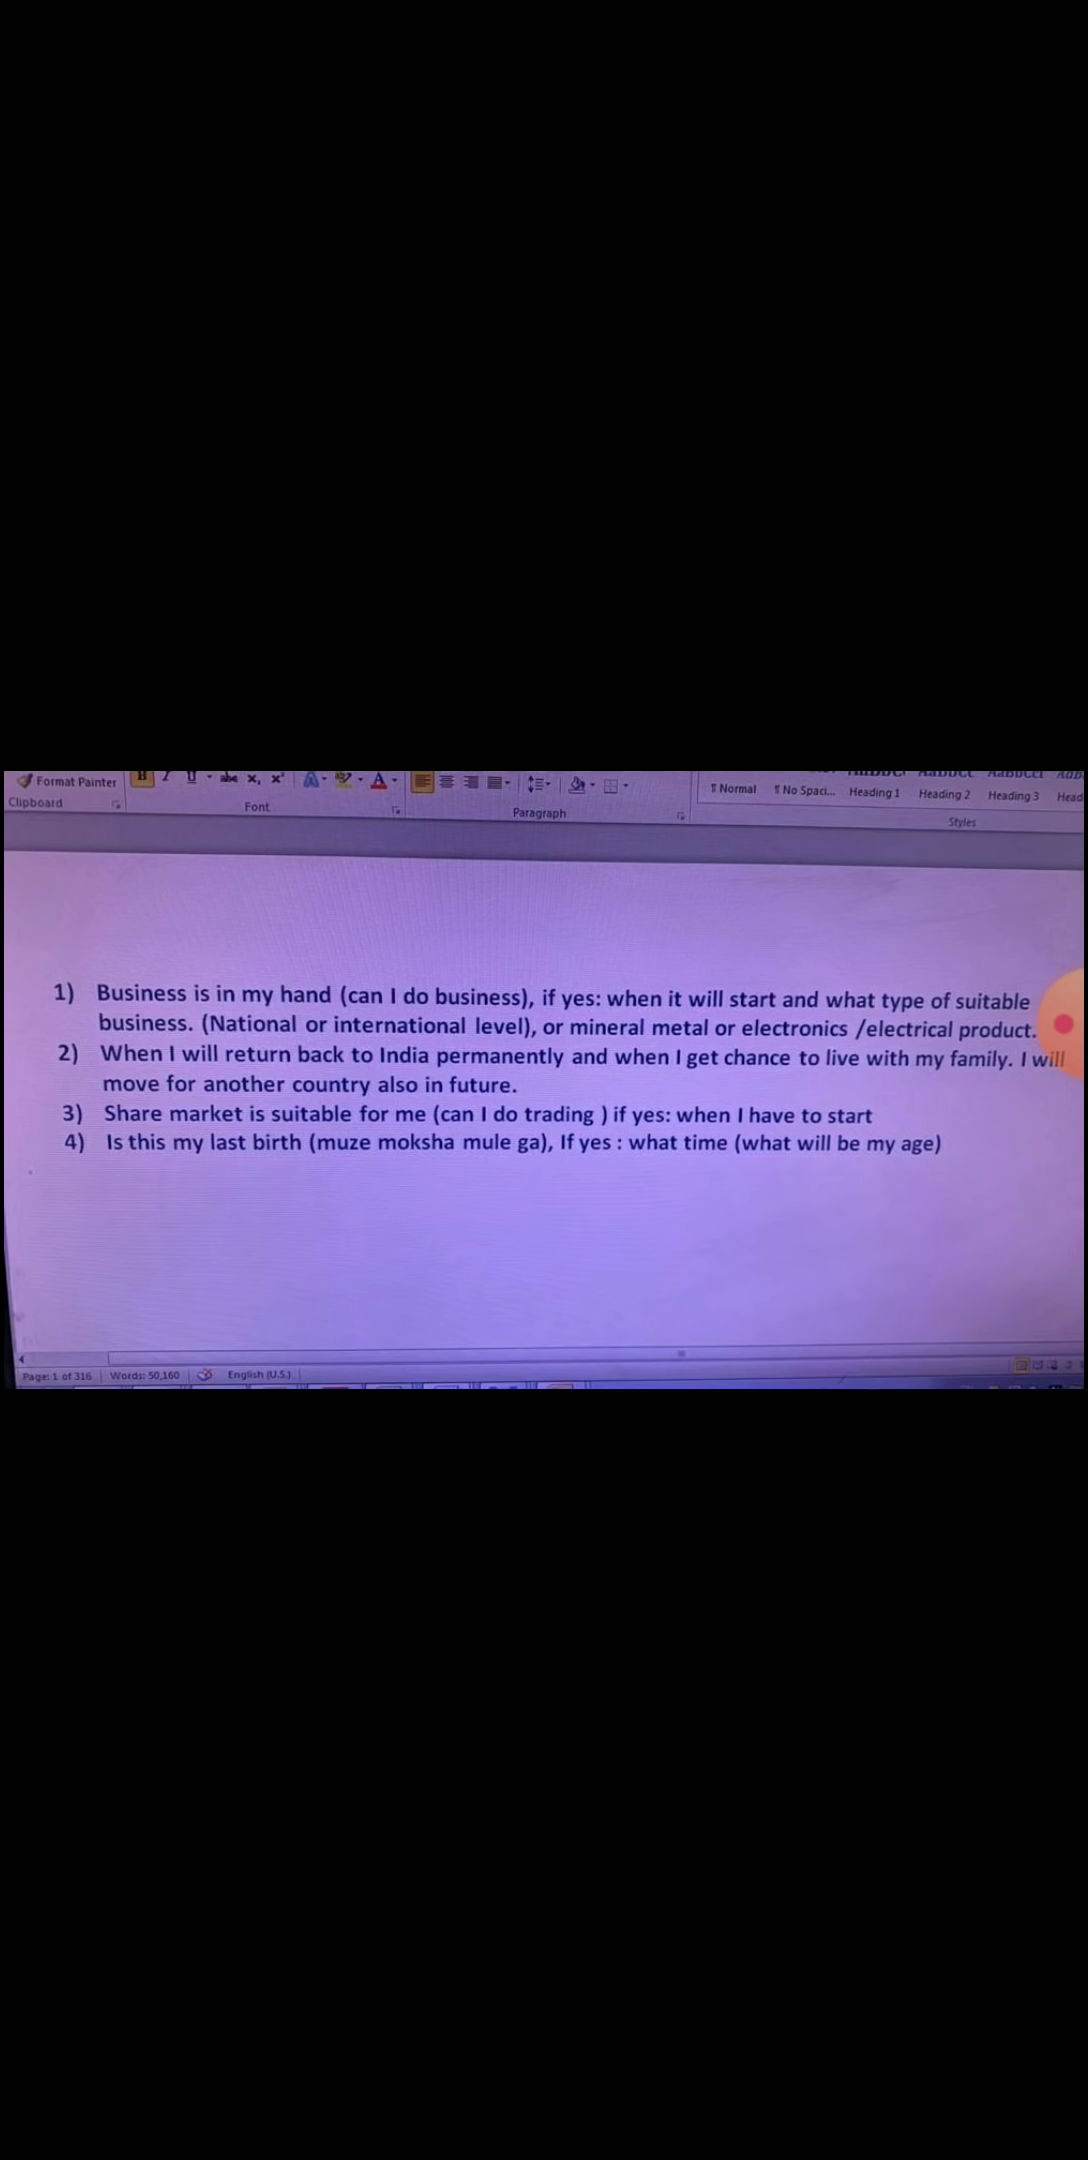 Format Painter B I U abc x, x² A ab A
Clipboard Font Paragraph
¶ Normal ¶ No Spaci... Heading 1 Heading 2 Heading 3 Head
Styles
1) Business is in my hand (can I do business), if yes: when it will start and what type of suitable
business. (National or international level), or mineral metal or electronics /electrical product.
2) When I will return back to India permanently and when I get chance to live with my family. I will
move for another country also in future.
3) Share market is suitable for me (can I do trading ) if yes: when I have to start
4) Is this my last birth (muze moksha mule ga), If yes : what time (what will be my age)
Page: 1 of 316 Words: 50,160 English (U.S.)